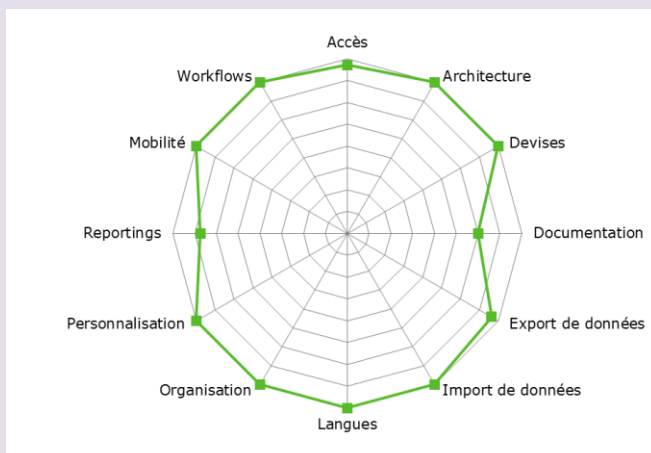 Accès
Workflows
Architecture
Mobilité
Devises
Reportings
Documentation
Personnalisation
Export de données
Organisation
Import de données
Langues